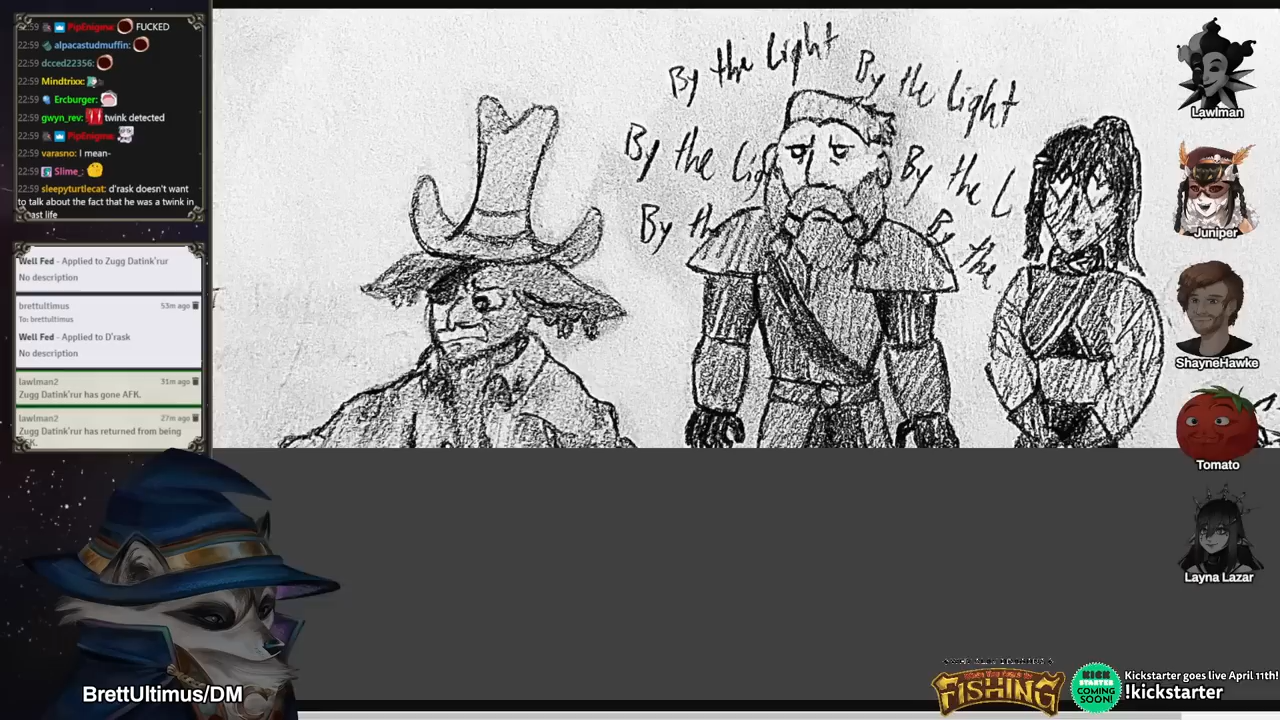 22:59 PipEnigma: FUCKED
22:59 alpacastudmuffin:
22:59 dcced22356:
22:59 Mindtrixx:
22:59 Ercburger:
22:59 gwyn_rev: twink detected
22:59 PipEnigma:
22:59 varasno: I mean-
22:59 Slime_:
22:59 sleepyturtlecat: d'rask doesn't want
to talk about the fact that he was a twink in
ast life
Well Fed - Applied to Zugg Datink'rur
No description
brettultimus 53m ago
To: brettultimus
Well Fed - Applied to D'rask
No description
lawlman2 31m ago
Zugg Datink'rur has gone AFK.
lawlman2 27m ago
Zugg Datink'rur has returned from being
K.
By the Light
By the Light
By the Lig
By the L
By th
By the
Lawlman
Juniper
ShayneHawke
Tomato
Layna Lazar
BrettUltimus/DM
FISHING
KICK
STARTER
COMING
SOON!
Kickstarter goes live April 11th!
!kickstarter